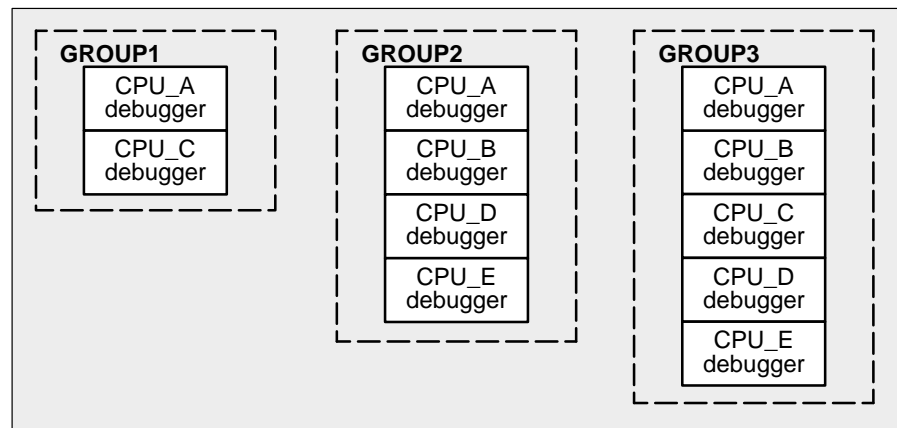 GROUP1
CPU_A
debugger
CPU_C
debugger
GROUP2
CPU_A
debugger
CPU_B
debugger
CPU_D
debugger
CPU_E
debugger
GROUP3
CPU_A
debugger
CPU_B
debugger
CPU_C
debugger
CPU_D
debugger
CPU_E
debugger